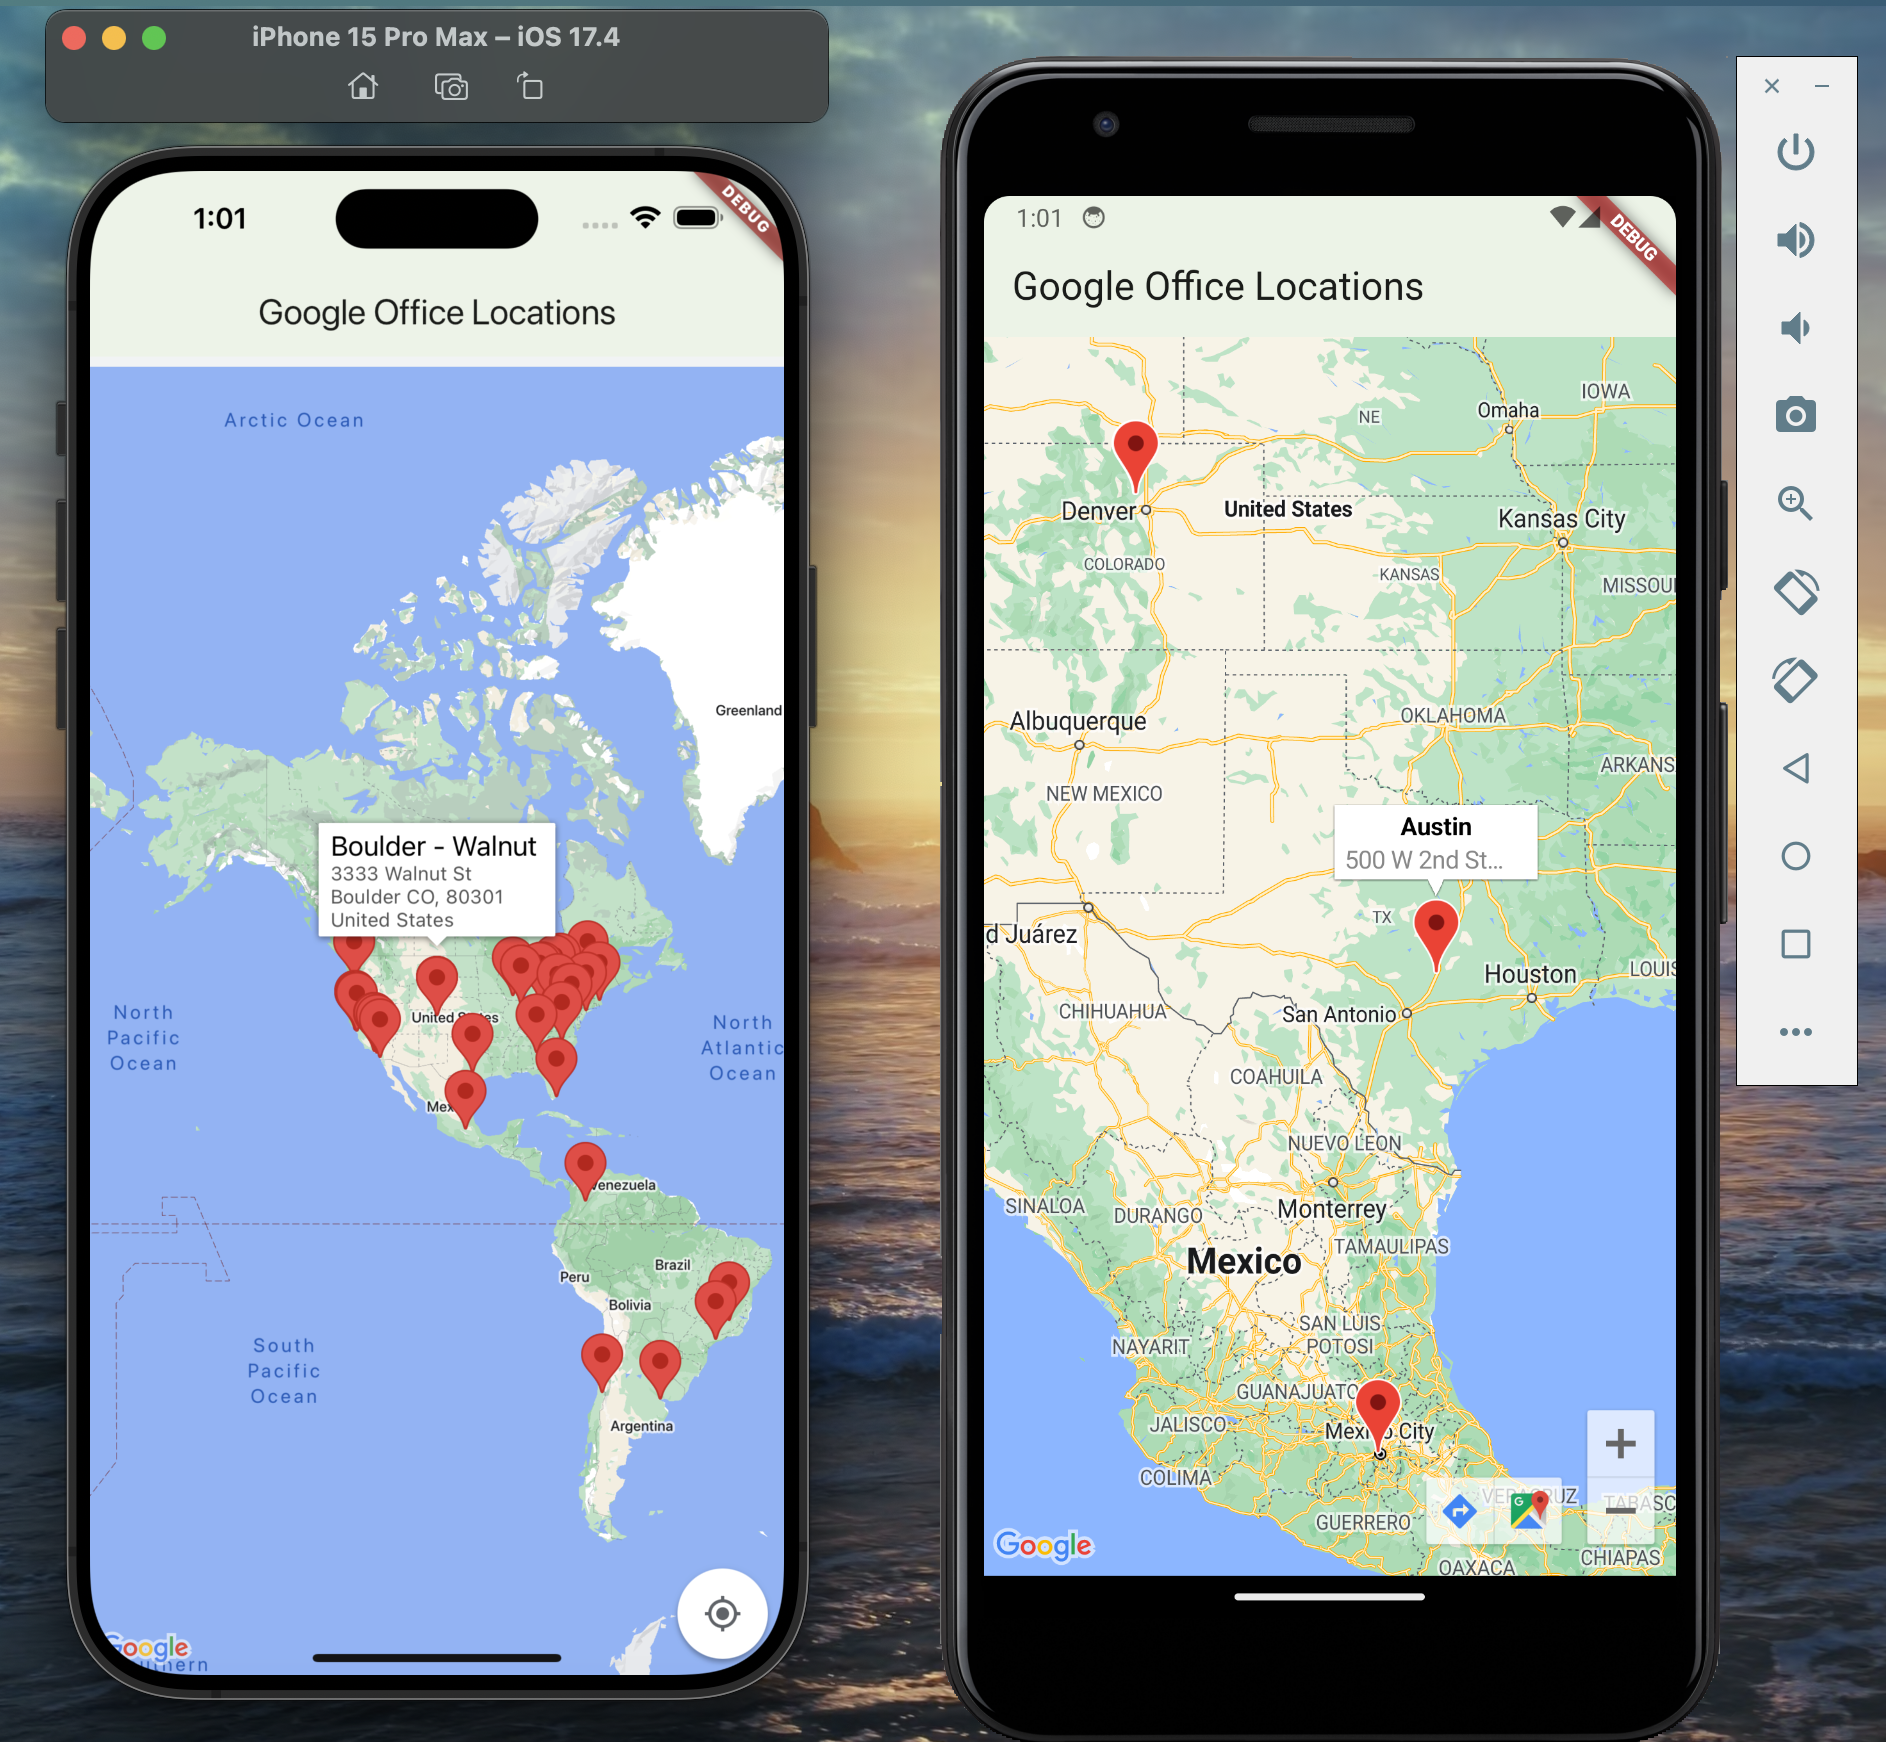 iPhone 15 Pro Max – iOS 17.4
1:01
DEBUG
Google Office Locations
Arctic Ocean
Greenland
Boulder - Walnut
3333 Walnut St
Boulder CO, 80301
United States
United States
North
Pacific
Ocean
North
Atlantic
Ocean
Mex
Venezuela
Brazil
Peru
Bolivia
South
Pacific
Ocean
Argentina
Google
1:01
DEBUG
Google Office Locations
IOWA
NE
Omaha
Denver
United States
Kansas City
COLORADO
KANSAS
MISSOU
Albuquerque
OKLAHOMA
ARKANS
NEW MEXICO
Austin
500 W 2nd St...
TX
d Juárez
Houston
LOUIS
CHIHUAHUA
San Antonio
COAHUILA
NUEVO LEON
SINALOA
DURANGO
Monterrey
TAMAULIPAS
Mexico
SAN LUIS
POTOSI
NAYARIT
GUANAJUATO
JALISCO
Mexico City
COLIMA
VERACRUZ
TABASC
GUERRERO
Google
OAXACA
CHIAPAS